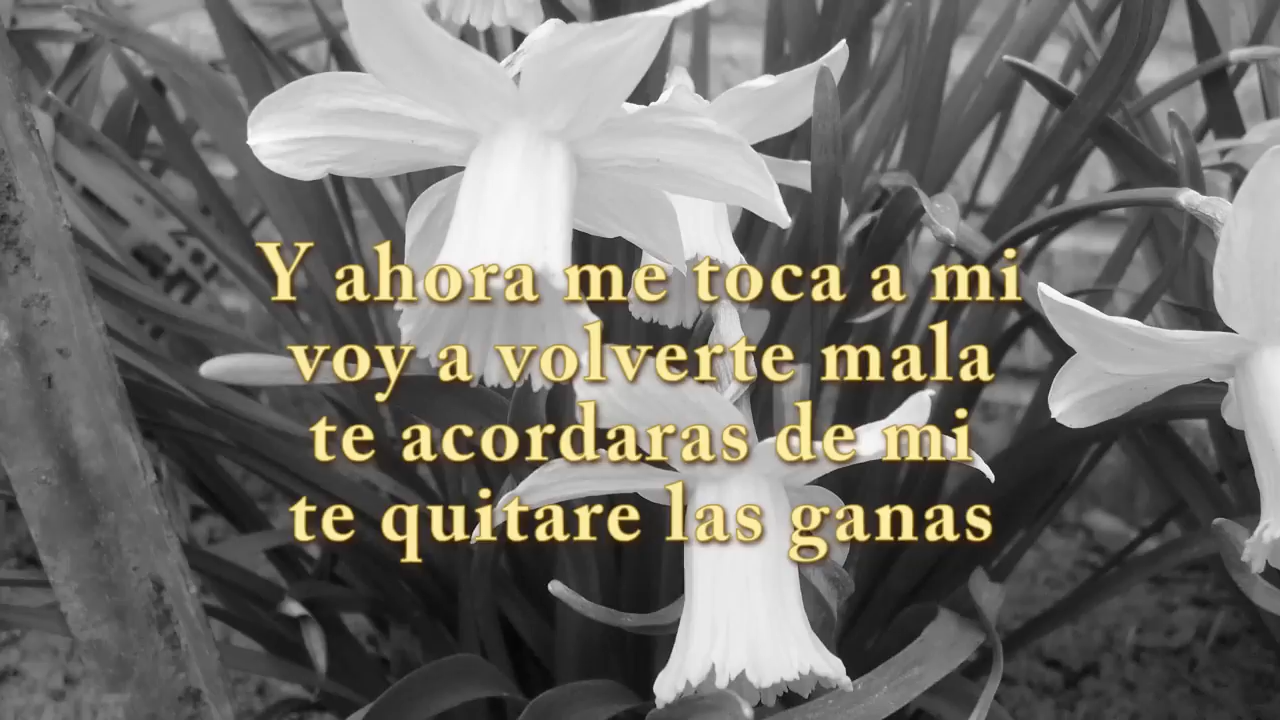 Y ahora me toca a mi
voy a volverte mala
te acordaras de mi
te quitare las ganas